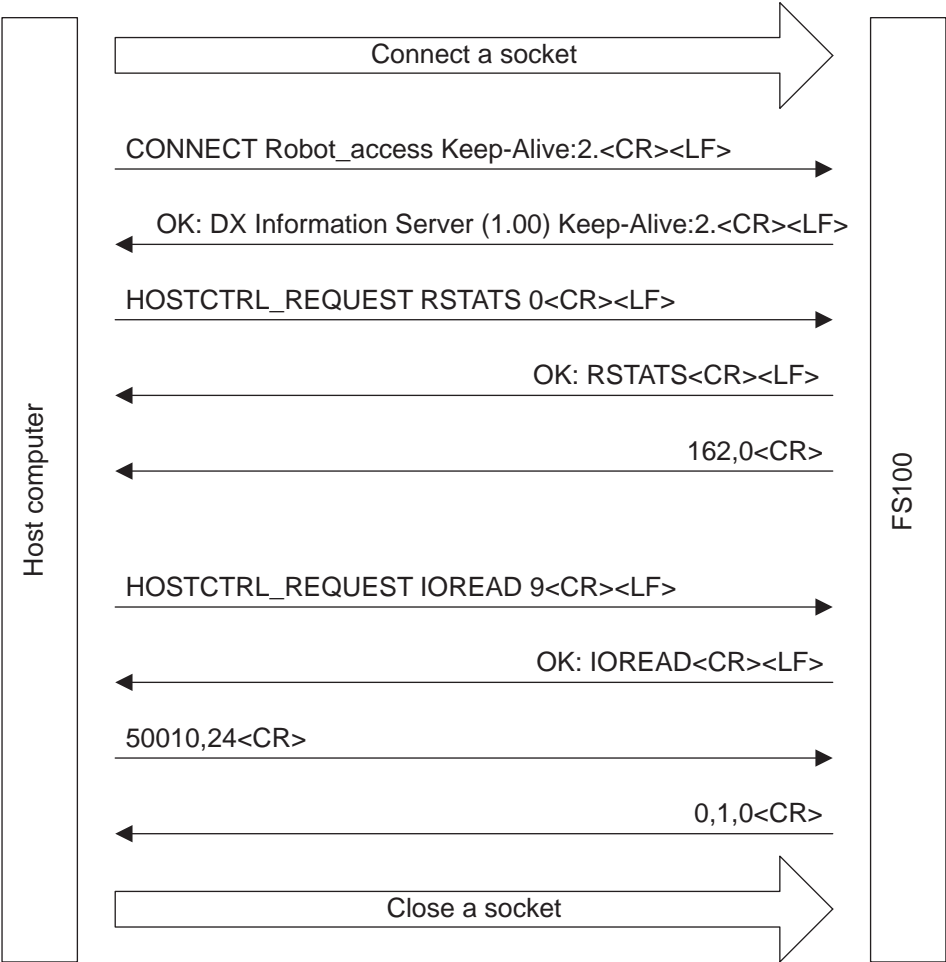 Connect a socket
CONNECT Robot_access Keep-Alive:2.<CR><LF>
OK: DX Information Server (1.00) Keep-Alive:2.<CR><LF>
HOSTCTRL_REQUEST RSTATS 0<CR><LF>
OK: RSTATS<CR><LF>
162,0<CR>
Host computer
FS100
HOSTCTRL_REQUEST IOREAD 9<CR><LF>
OK: IOREAD<CR><LF>
50010,24<CR>
0,1,0<CR>
Close a socket